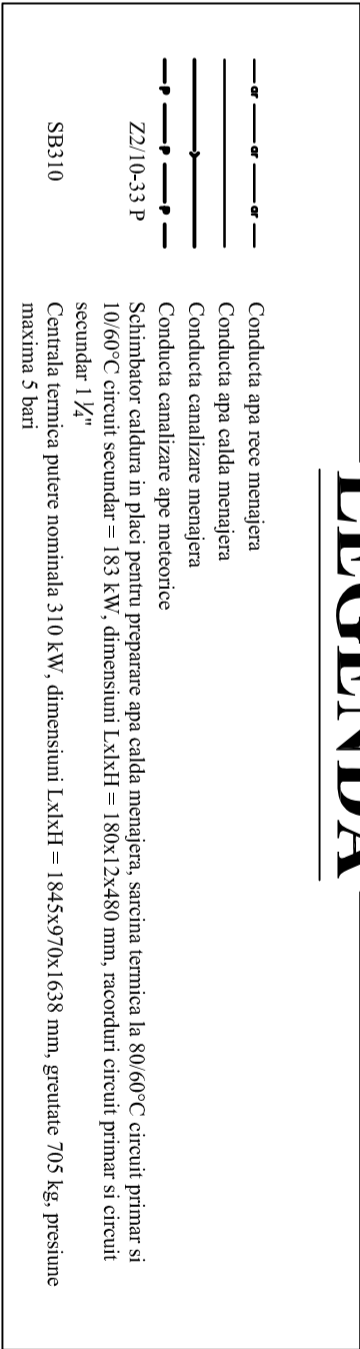 LEGENDA
ar ar ar Conducta apa rece menajera
Conducta apa calda menajera
Conducta canalizare menajera
P P P Conducta canalizare ape meteorice
Z2/10-33 P Schimbator caldura in placi pentru preparare apa calda menajera, sarcina termica la 80/60°C circuit primar si
10/60°C circuit secundar = 183 kW, dimensiuni LxlxH = 180x12x480 mm, racorduri circuit primar si circuit
secundar 1¼"
SB310 Centrala termica putere nominala 310 kW, dimensiuni LxlxH = 1845x970x1638 mm, greutate 705 kg, presiune
maxima 5 bari